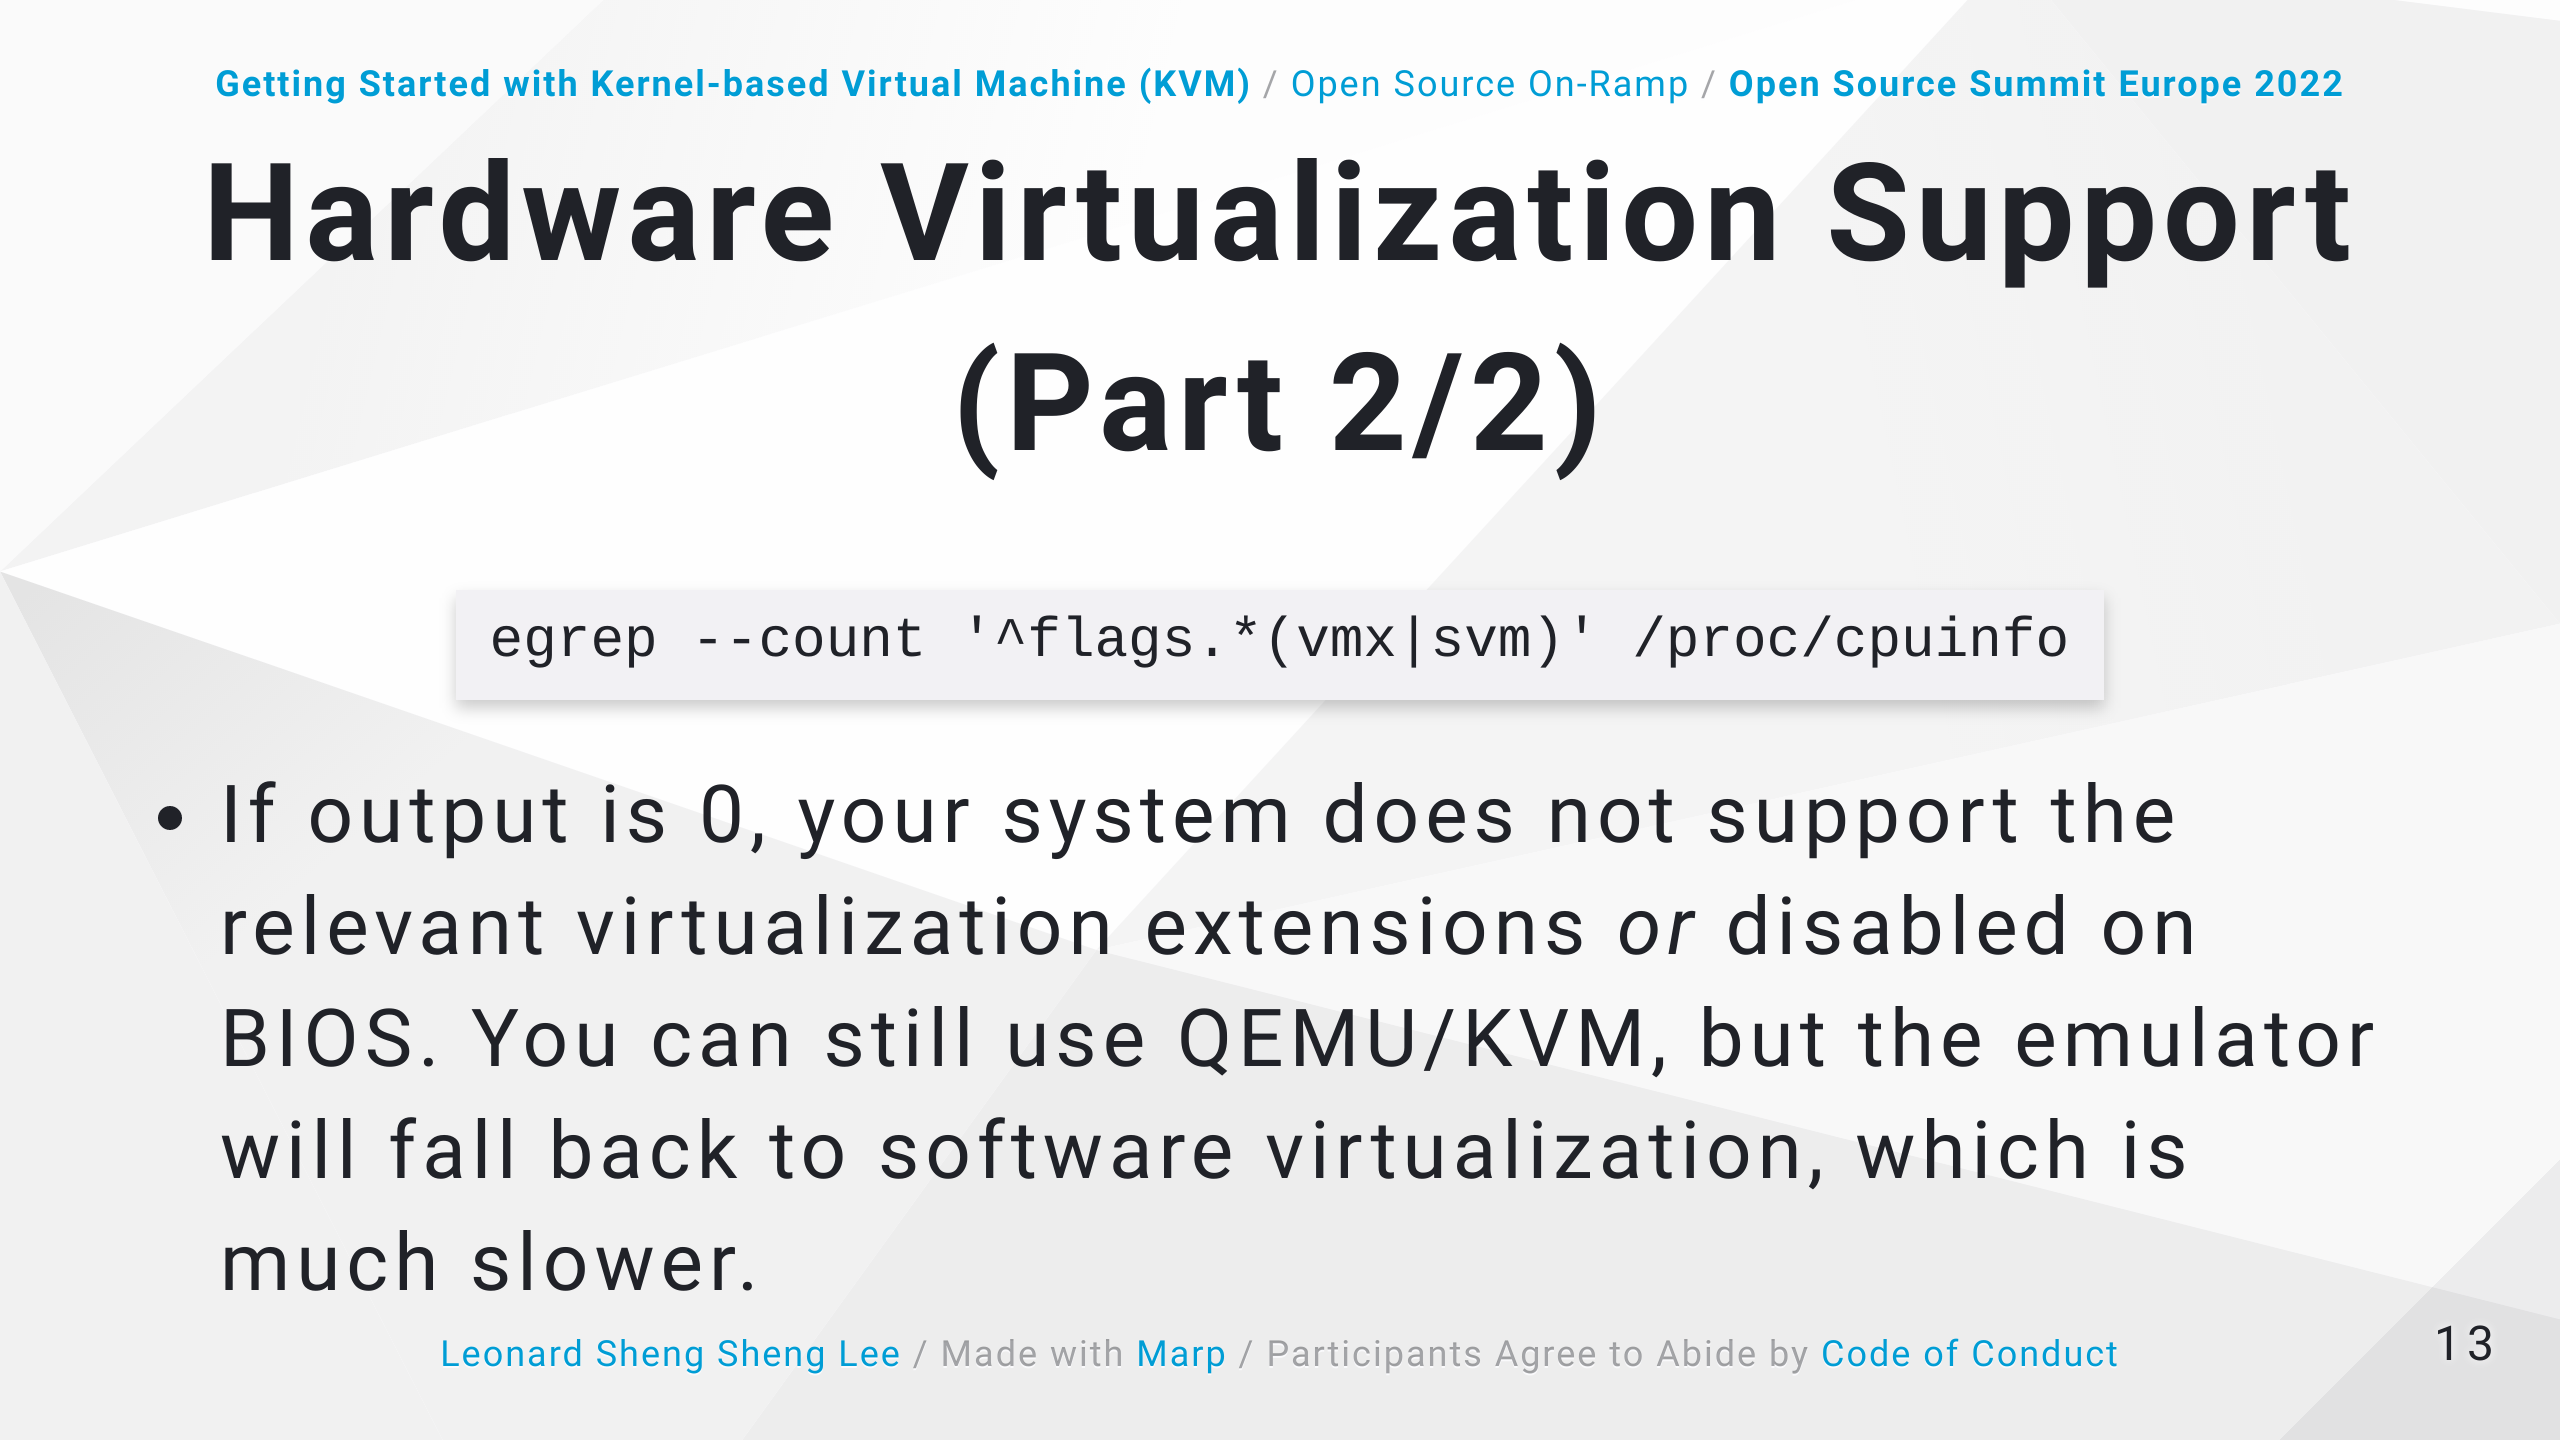 Getting Started with Kernel-based Virtual Machine (KVM) / Open Source On-Ramp / Open Source Summit Europe 2022
Hardware Virtualization Support
(Part 2/2)
egrep --count '^flags.*(vmx|svm)' /proc/cpuinfo
• If output is 0, your system does not support the
relevant virtualization extensions or disabled on
BIOS. You can still use QEMU/KVM, but the emulator
will fall back to software virtualization, which is
much slower.
Leonard Sheng Sheng Lee / Made with Marp / Participants Agree to Abide by Code of Conduct
13